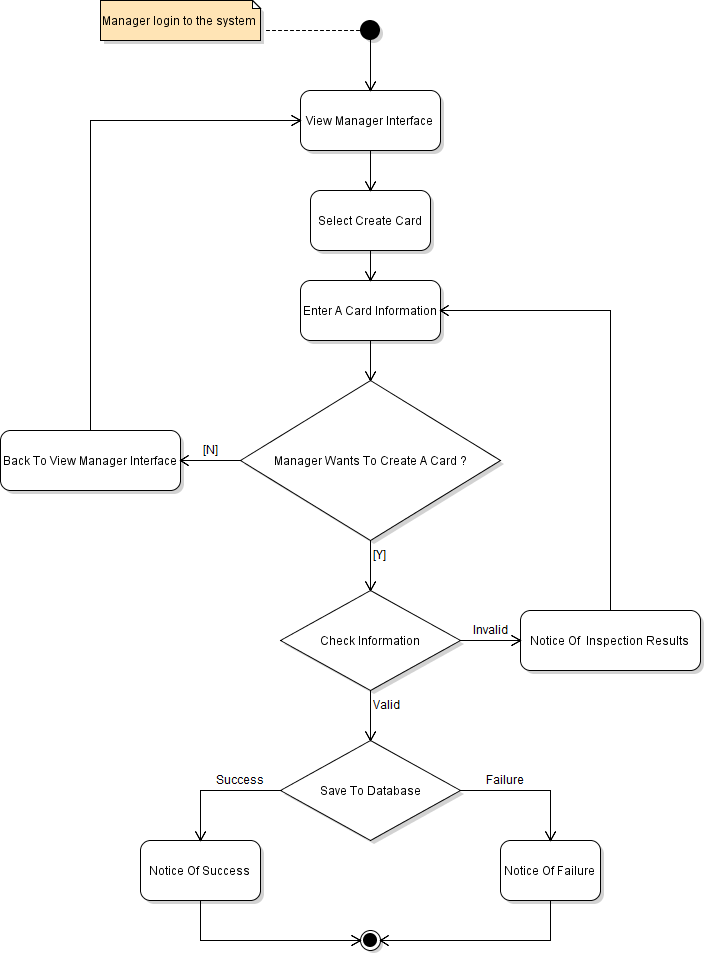 Manager login to the system
View Manager Interface
Select Create Card
Enter A Card Information
Manager Wants To Create A Card ?
[N]
Back To View Manager Interface
[Y]
Check Information
Invalid
Notice Of  Inspection Results
Valid
Save To Database
Success
Failure
Notice Of Success
Notice Of Failure